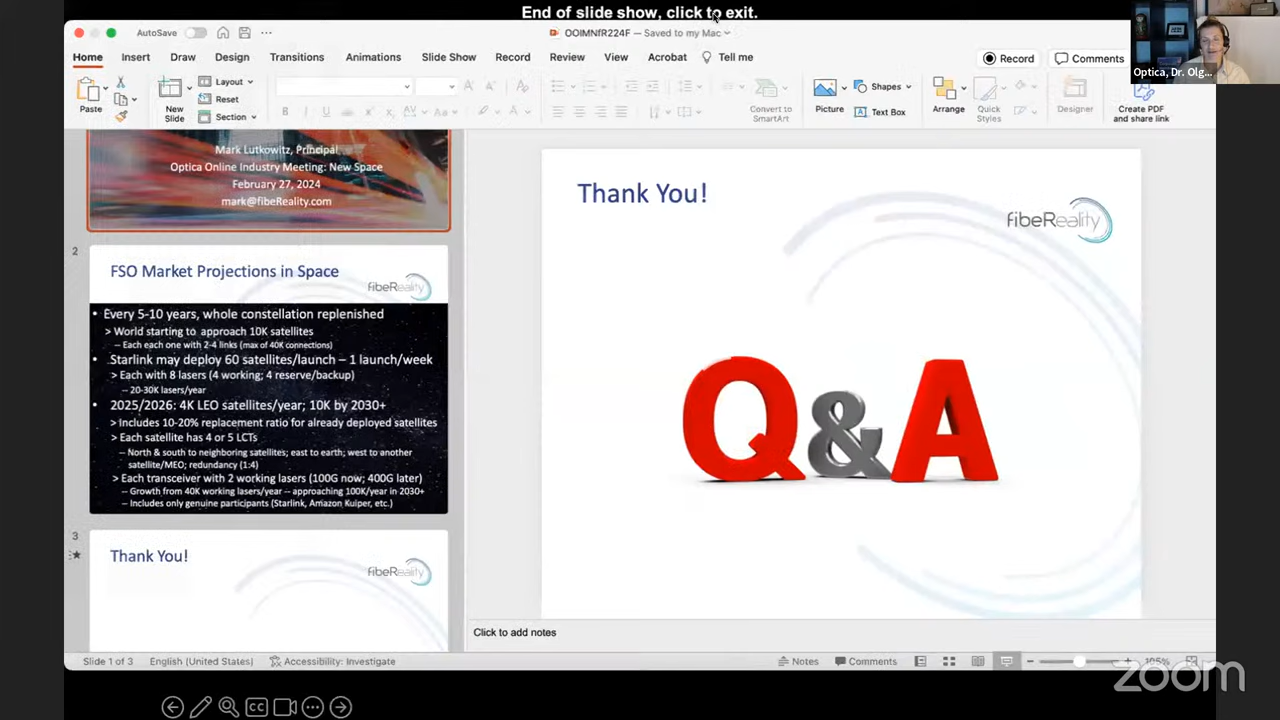 End of slide show, click to exit.
AutoSave
OOIMNfR224F — Saved to my Mac
Home Insert Draw Design Transitions Animations Slide Show Record Review View Acrobat Tell me
Record Comments
Optica, Dr. Olg...
Paste
New
Slide
Layout
Reset
Section
Convert to
SmartArt
Picture
Shapes
Text Box
Arrange
Quick
Styles
Designer
Create PDF
and share link
Mark Lutkowitz, Principal
Optica Online Industry Meeting: New Space
February 27, 2024
mark@fibeReality.com
2
FSO Market Projections in Space
fibeReality
• Every 5-10 years, whole constellation replenished
> World starting to approach 10K satellites
– Each each one with 2-4 links (max of 40K connections)
• Starlink may deploy 60 satellites/launch – 1 launch/week
> Each with 8 lasers (4 working; 4 reserve/backup)
– 20-30K lasers/year
• 2025/2026: 4K LEO satellites/year; 10K by 2030+
> Includes 10-20% replacement ratio for already deployed satellites
> Each satellite has 4 or 5 LCTs
– North & south to neighboring satellites; east to earth; west to another
satellite/MEO; redundancy (1:4)
> Each transceiver with 2 working lasers (100G now; 400G later)
– Growth from 40K working lasers/year -- approaching 100K/year in 2030+
– Includes only genuine participants (Starlink, Amazon Kuiper, etc.)
3
Thank You!
fibeReality
Thank You!
fibeReality
Q&A
Click to add notes
Slide 1 of 3 English (United States) Accessibility: Investigate
Notes Comments
CC
zoom